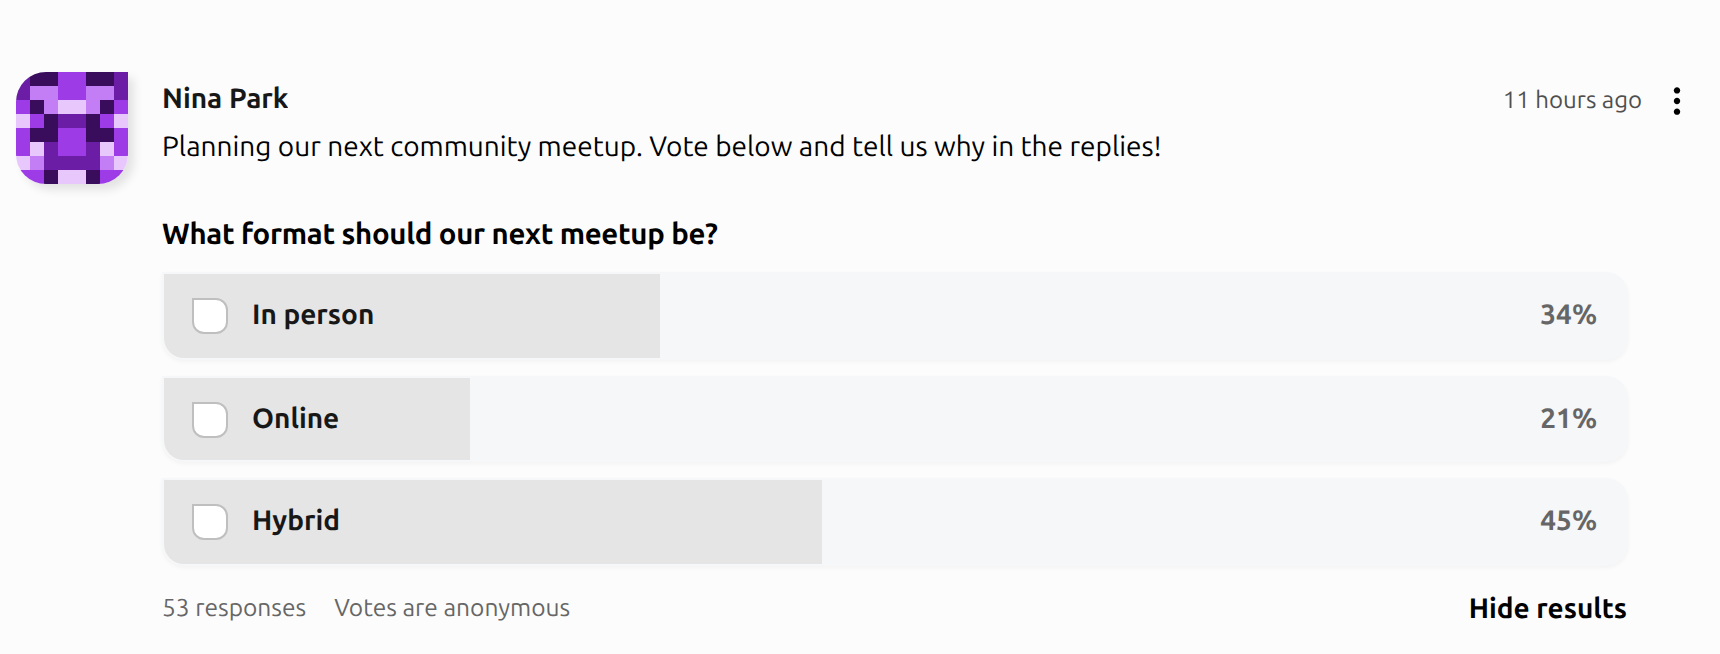 Nina Park
11 hours ago
Planning our next community meetup. Vote below and tell us why in the replies!
What format should our next meetup be?
In person 34%
Online 21%
Hybrid 45%
53 responses Votes are anonymous Hide results